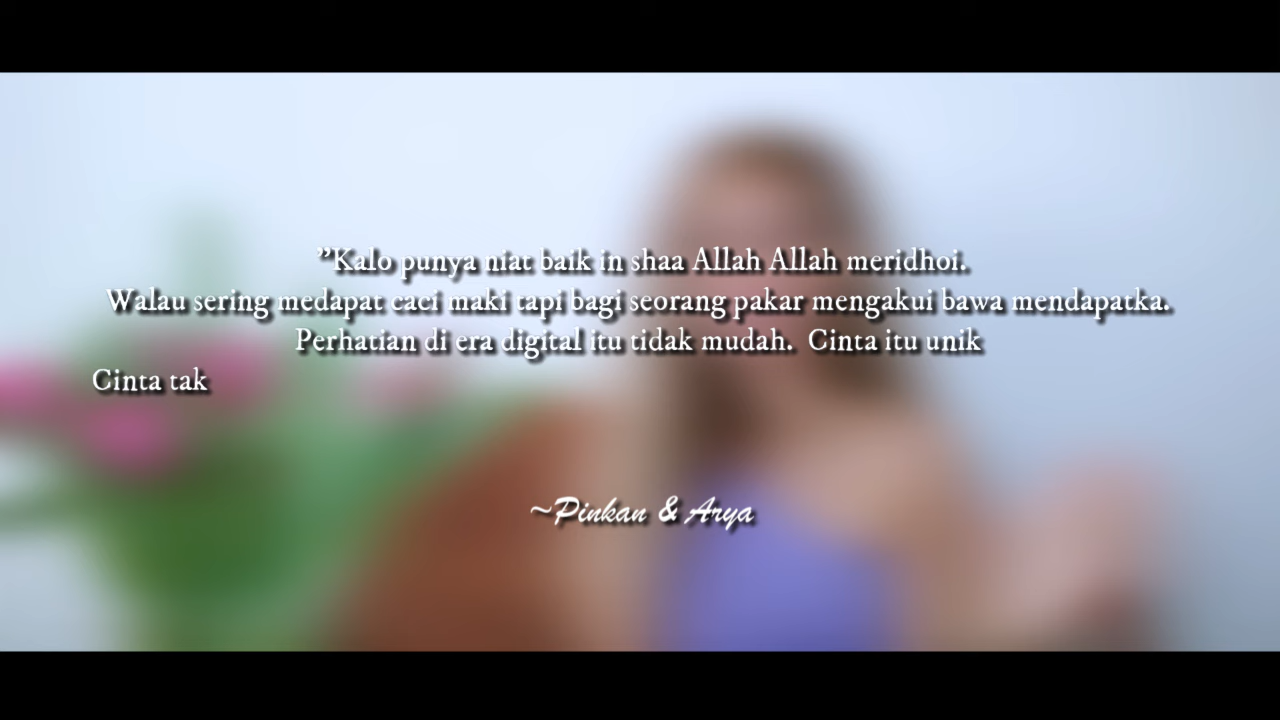 ”Kalo punya niat baik in shaa Allah Allah meridhoi.
Walau sering medapat caci maki tapi bagi seorang pakar mengakui bawa mendapatka.
Perhatian di era digital itu tidak mudah. Cinta itu unik
Cinta tak
~Pinkan & Arya